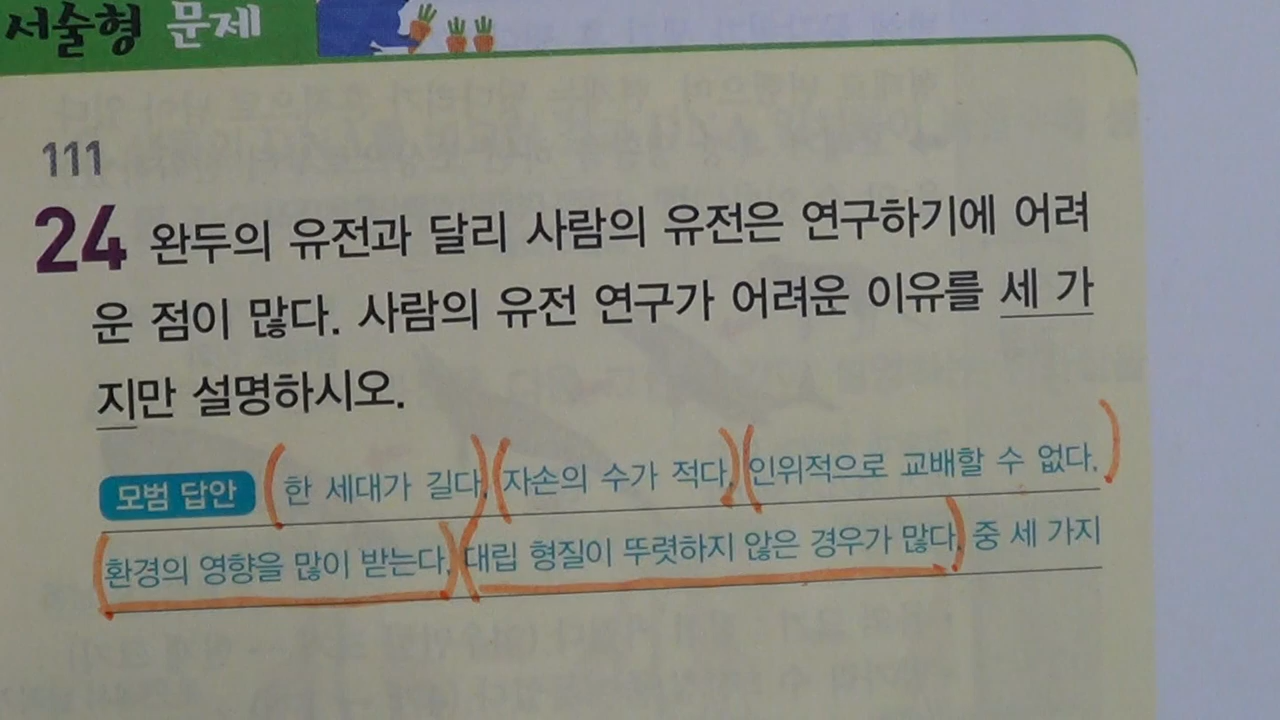 서술형 문제
111
24 완두의 유전과 달리 사람의 유전은 연구하기에 어려
운 점이 많다. 사람의 유전 연구가 어려운 이유를 세 가
지만 설명하시오.
모범 답안 한 세대가 길다. 자손의 수가 적다. 인위적으로 교배할 수 없다.
환경의 영향을 많이 받는다. 대립 형질이 뚜렷하지 않은 경우가 많다. 중 세 가지